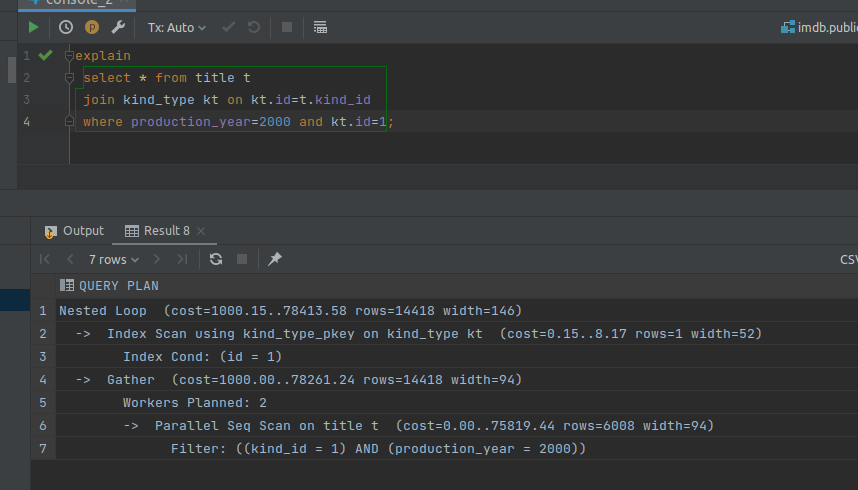 console_2
Tx: Auto
imdb.public
1 explain
2 select * from title t
3 join kind_type kt on kt.id=t.kind_id
4 where production_year=2000 and kt.id=1;
Output Result 8
7 rows
CSV
QUERY PLAN
1 Nested Loop  (cost=1000.15..78413.58 rows=14418 width=146)
2 ->  Index Scan using kind_type_pkey on kind_type kt  (cost=0.15..8.17 rows=1 width=52)
3 Index Cond: (id = 1)
4 ->  Gather  (cost=1000.00..78261.24 rows=14418 width=94)
5 Workers Planned: 2
6 ->  Parallel Seq Scan on title t  (cost=0.00..75819.44 rows=6008 width=94)
7 Filter: ((kind_id = 1) AND (production_year = 2000))